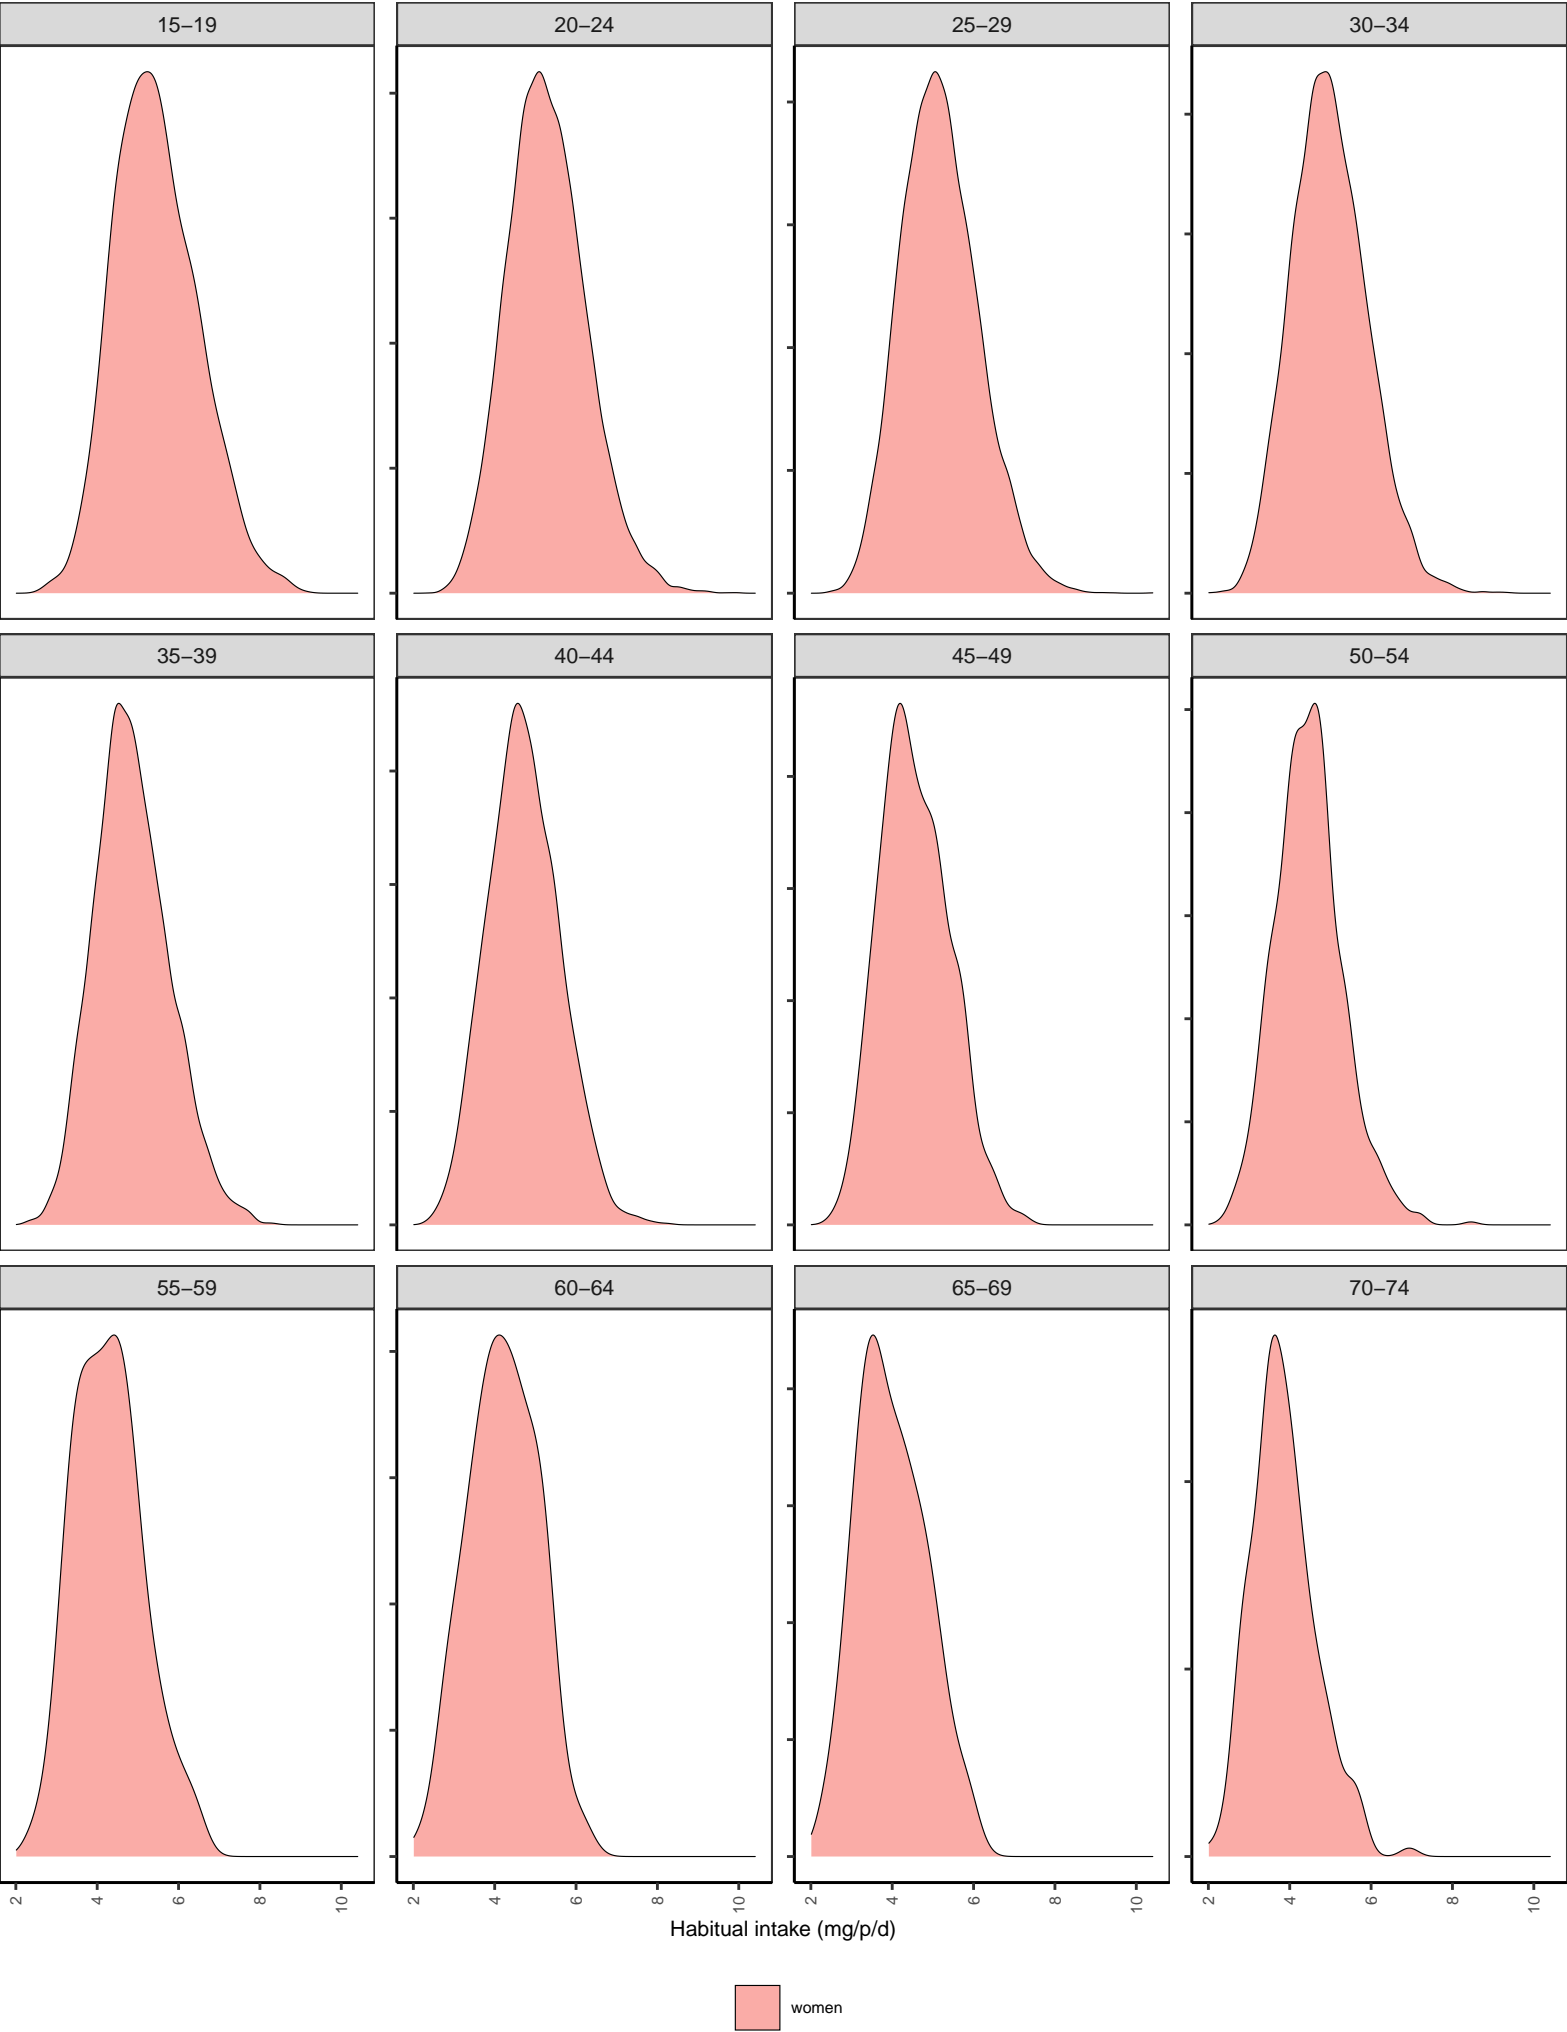 15–19 20–24 25–29 30–34
35–39 40–44 45–49 50–54
55–59 60–64 65–69 70–74
2 4 6 8 10 2 4 6 8 10 2 4 6 8 10 2 4 6 8 10
Habitual intake (mg/p/d)
women